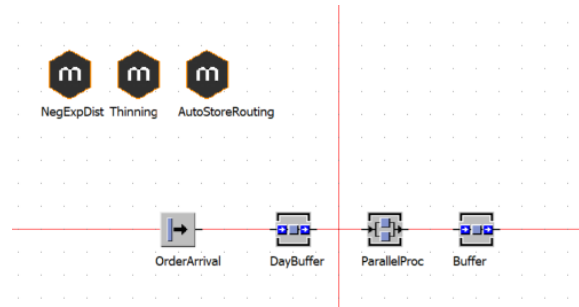 m m m
NegExpDist Thinning AutoStoreRouting
OrderArrival DayBuffer ParallelProc Buffer